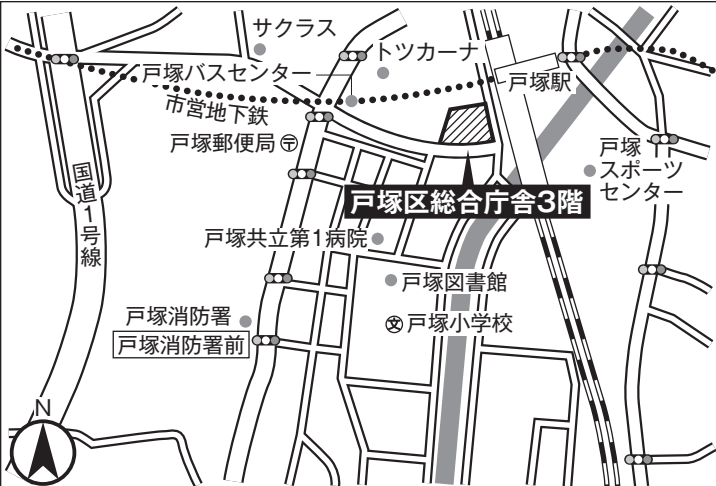 サクラス
トツカーナ
戸塚バスセンター
戸塚駅
市営地下鉄
戸塚郵便局〶
戸塚
スポーツ
センター
国道1号線
戸塚区総合庁舎3階
戸塚共立第1病院
戸塚図書館
戸塚消防署
文戸塚小学校
戸塚消防署前
N